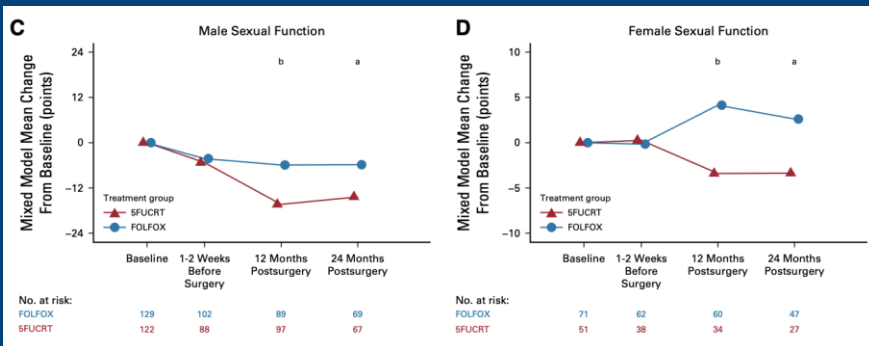 C
Male Sexual Function
Mixed Model Mean Change
From Baseline (points)
24
12
0
−12
−24
b
a
Treatment group
5FUCRT
FOLFOX
Baseline
1-2 Weeks
Before
Surgery
12 Months
Postsurgery
24 Months
Postsurgery
No. at risk:
FOLFOX 129 102 89 69
5FUCRT 122 88 97 67
D
Female Sexual Function
Mixed Model Mean Change
From Baseline (points)
10
5
0
−5
−10
b
a
Treatment group
5FUCRT
FOLFOX
Baseline
1-2 Weeks
Before
Surgery
12 Months
Postsurgery
24 Months
Postsurgery
No. at risk:
FOLFOX 71 62 60 47
5FUCRT 51 38 34 27